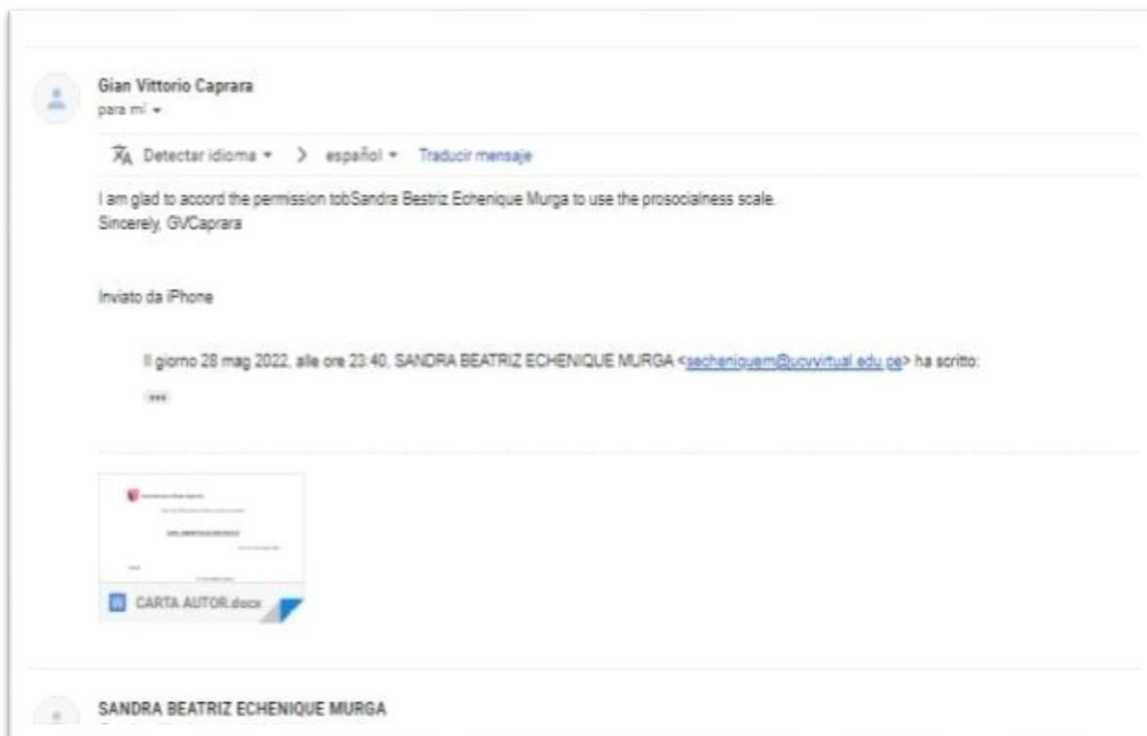 Gian Vittorio Caprara
para mí
Detectar idioma > español Traducir mensaje
I am glad to accord the permission tobSandra Bestriz Echenique Murga to use the prosocialness scale.
Sincerely, GVCaprara
Inviato da iPhone
Il giorno 28 mag 2022, alle ore 23:40, SANDRA BEATRIZ ECHENIQUE MURGA <secheniquem@ucvvirtual.edu.pe> ha scritto:
CARTA AUTOR.docx
SANDRA BEATRIZ ECHENIQUE MURGA